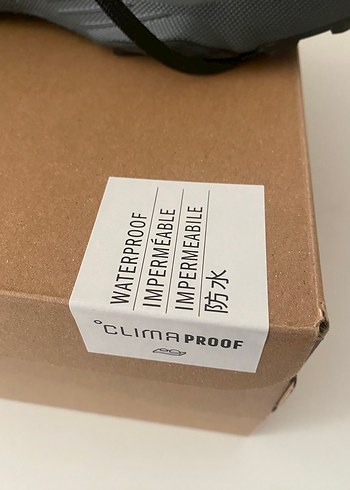 WATERPROOF
IMPERMÉABLE
IMPERMEABILE
防水
°CLIMAPROOF